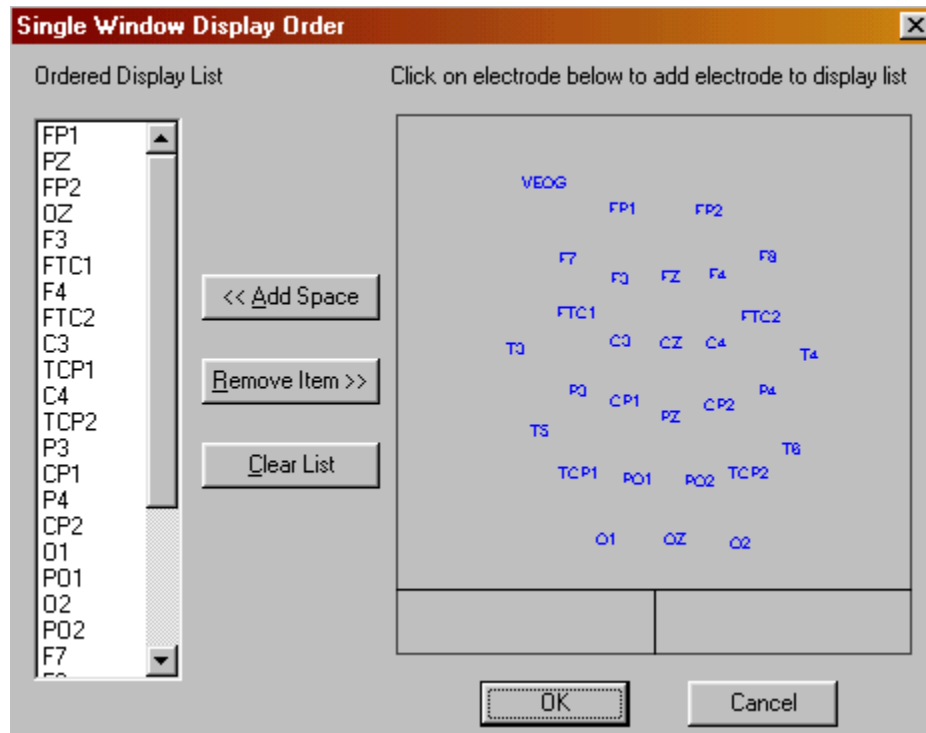 Single Window Display Order
Ordered Display List
Click on electrode below to add electrode to display list
FP1
PZ
FP2
OZ
F3
FTC1
F4
FTC2
C3
TCP1
C4
TCP2
P3
CP1
P4
CP2
O1
PO1
O2
PO2
F7
<< Add Space
Remove Item >>
Clear List
VEOG
FP1 FP2
F7 F8
F3 FZ F4
FTC1 FTC2
T3 C3 CZ C4 T4
P3 CP1 PZ CP2 P4
T5 T6
TCP1 PO1 PO2 TCP2
O1 OZ O2
OK Cancel